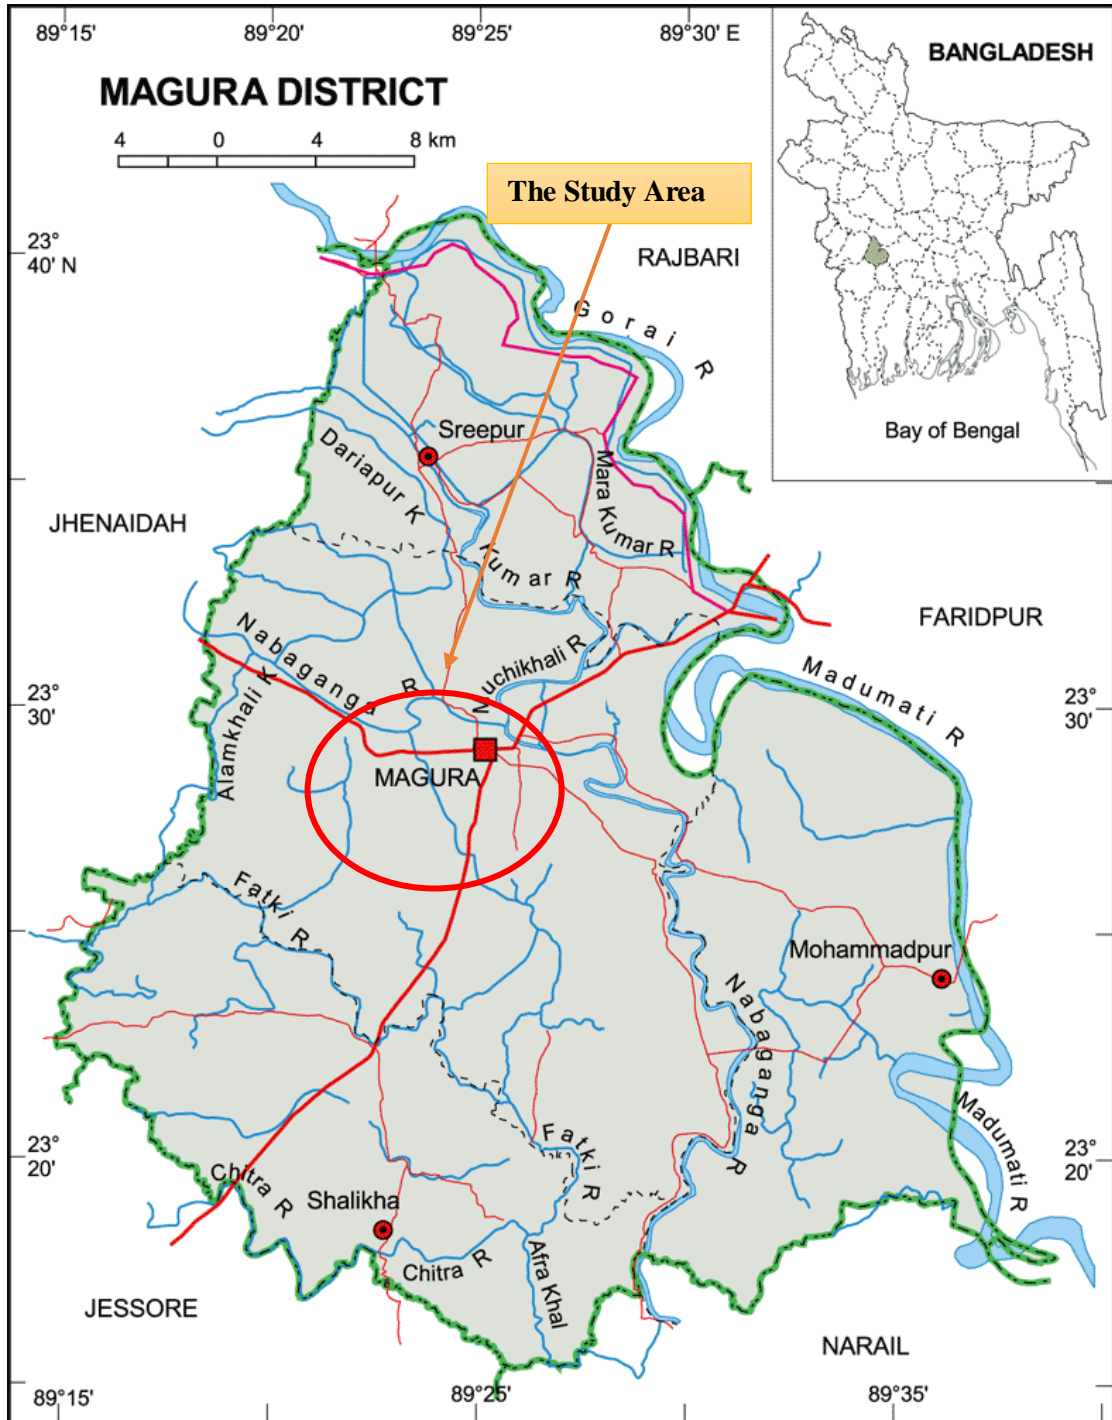 89°15'
89°20'
89°25'
89°30' E
BANGLADESH
MAGURA DISTRICT
4 0 4 8 km
The Study Area
23°
40' N
RAJBARI
Gorai R
Bay of Bengal
Sreepur
Dariapur K
Mara Kumar R
JHENAIDAH
Kumar R
FARIDPUR
Nabaganga R
Muchikhali R
Madumati R
Alamkhali K
23°
30'
23°
30'
MAGURA
Fatki R
Mohammadpur
Nabaganga R
Madumati R
Fatki R
23°
20'
23°
20'
Chitra R
Shalikha
Chitra R
Afra Khal
JESSORE
NARAIL
89°15'
89°25'
89°35'